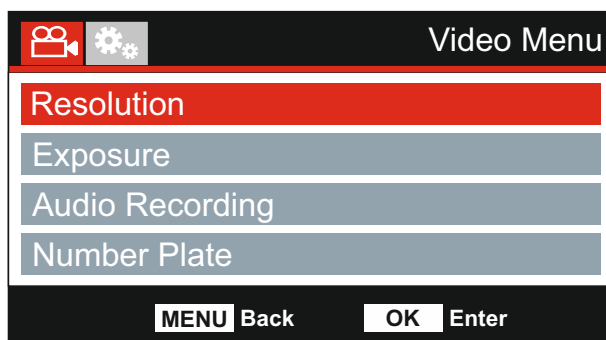 Video Menu
Resolution
Exposure
Audio Recording
Number Plate
MENU Back OK Enter